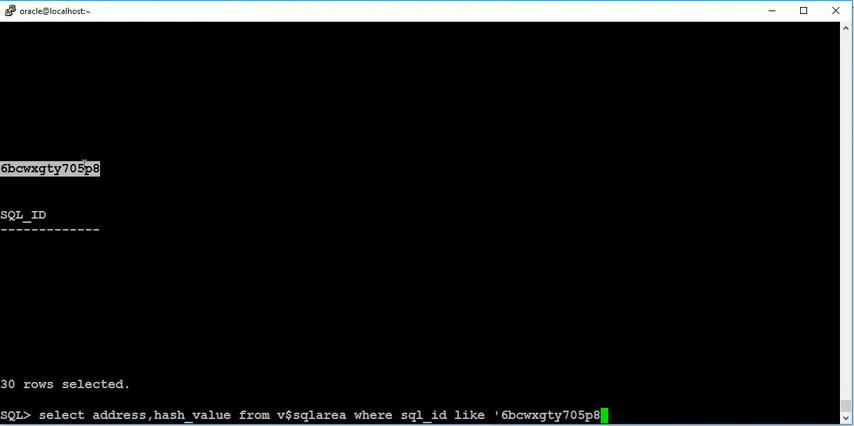 oracle@localhost:~
6bcwxgty705p8
SQL_ID
-------------
30 rows selected.
SQL> select address,hash_value from v$sqlarea where sql_id like '6bcwxgty705p8